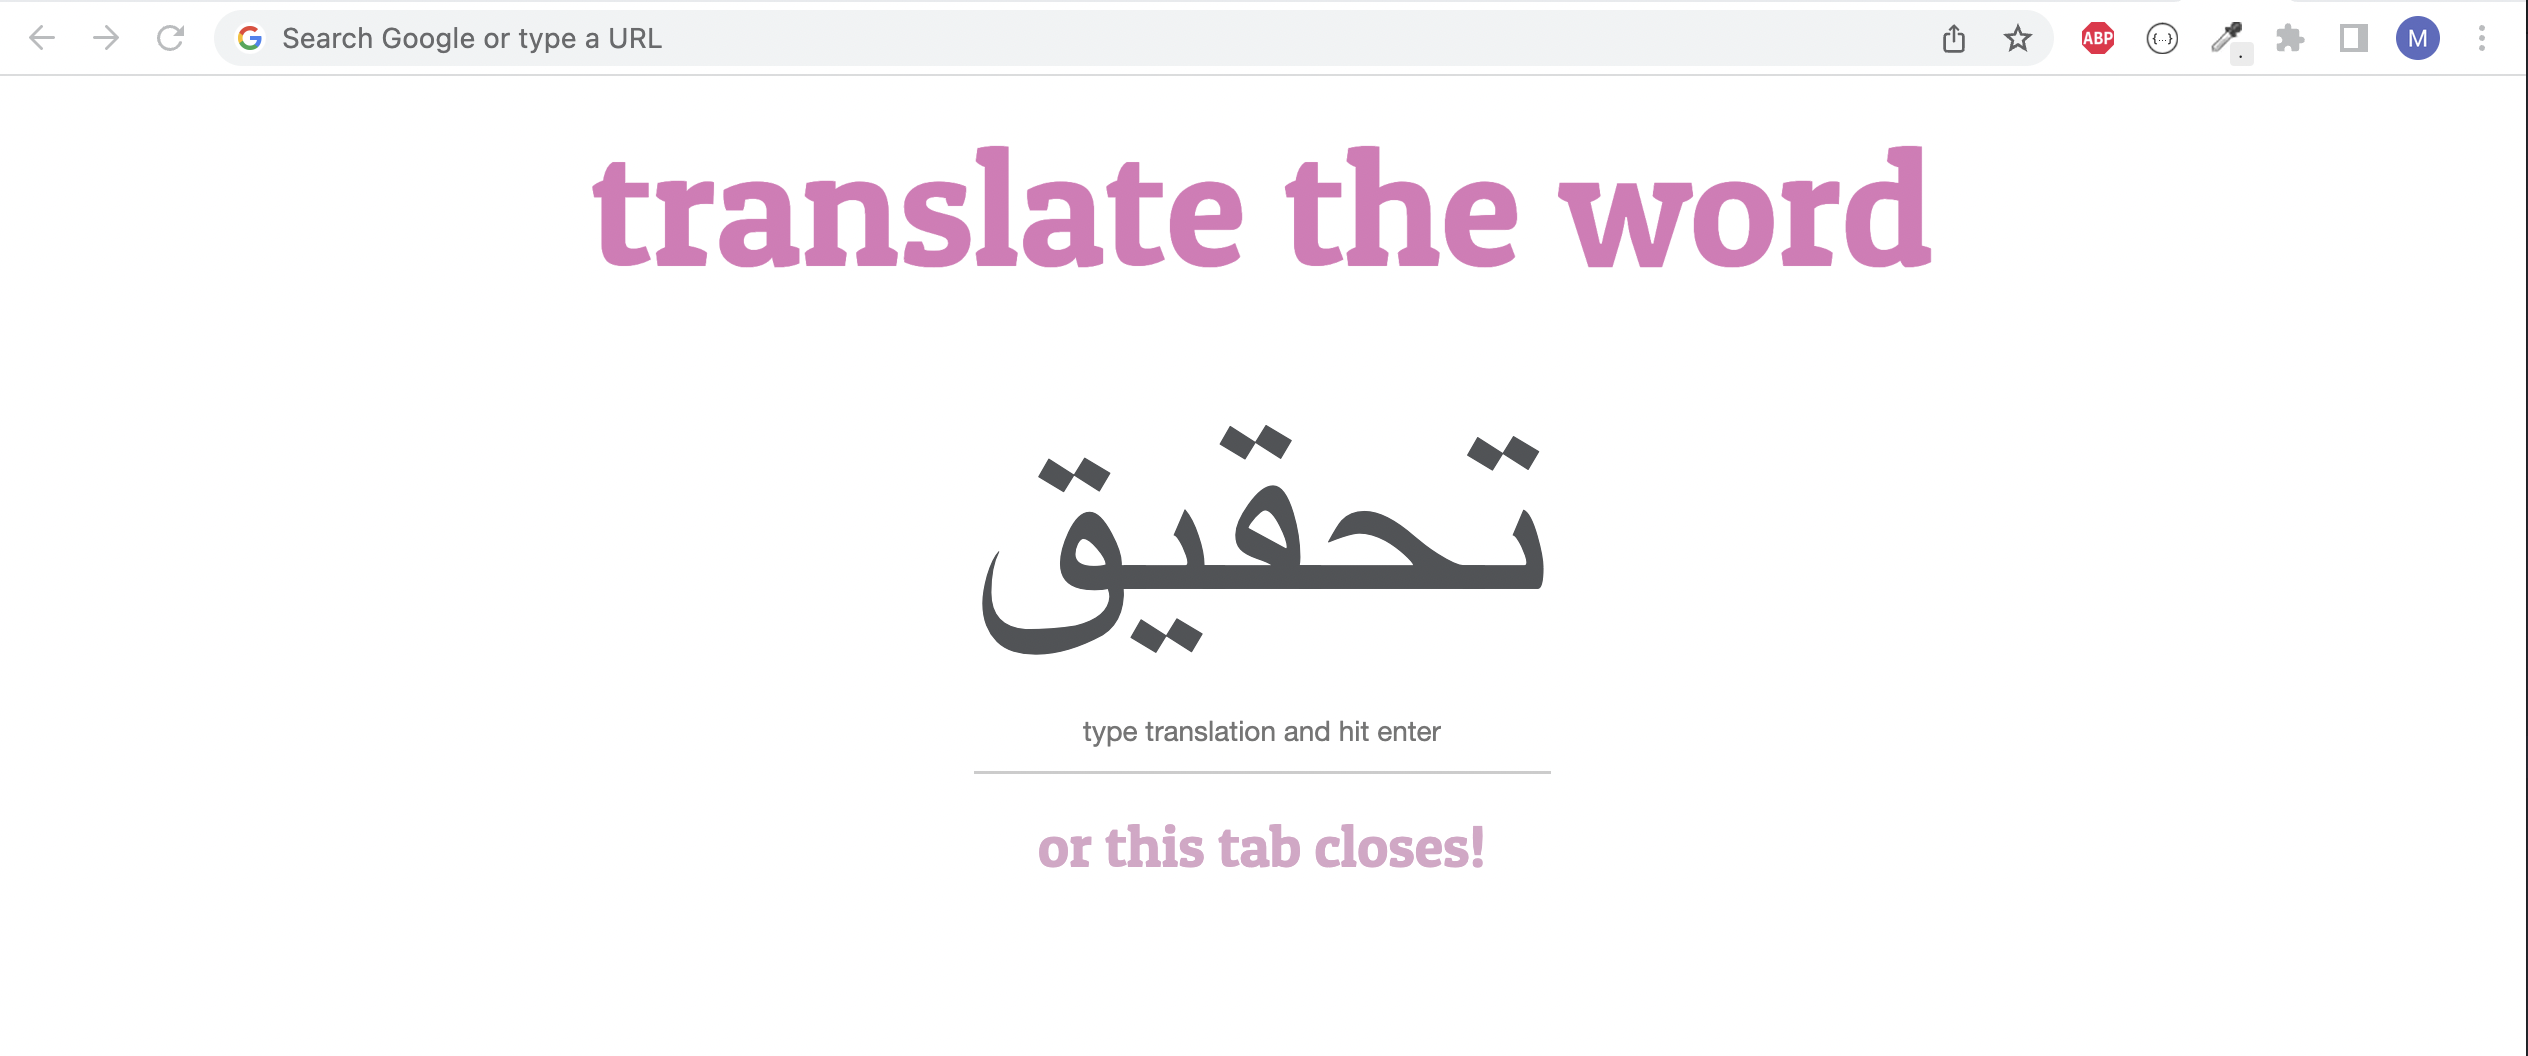 Search Google or type a URL
ABP
{...}
.
M
translate the word
تحقيق
type translation and hit enter
or this tab closes!